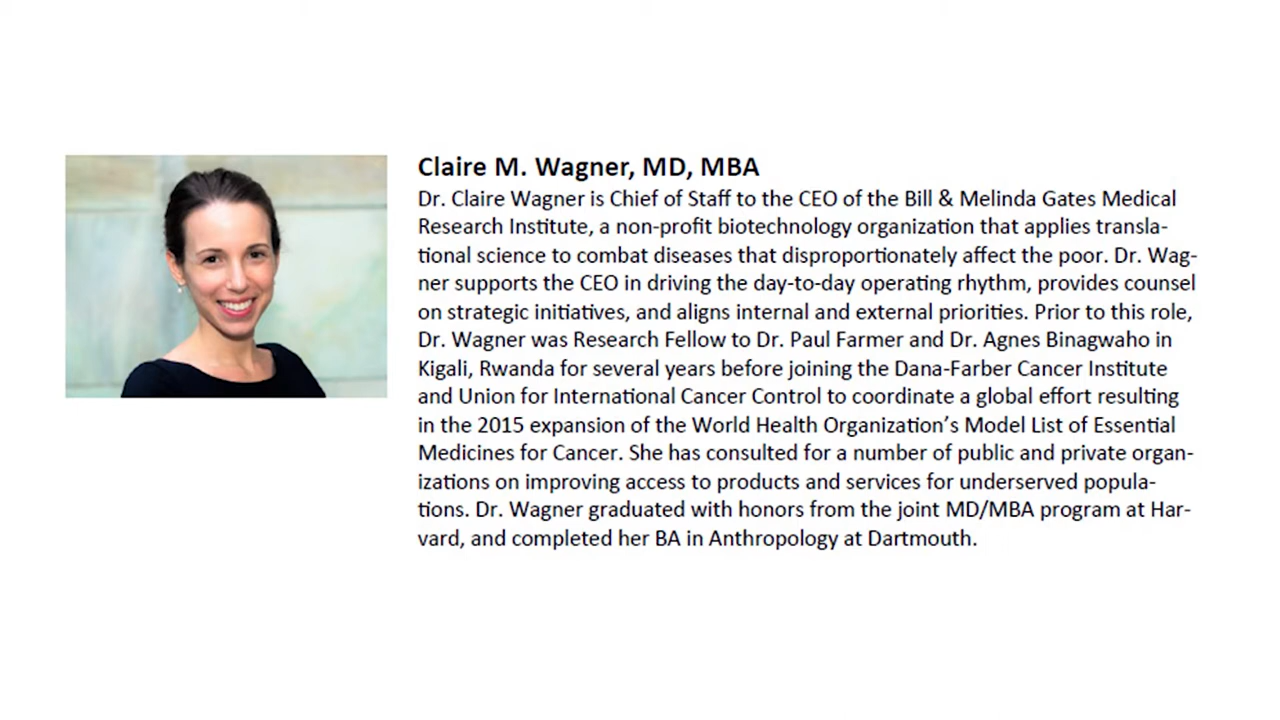 Claire M. Wagner, MD, MBA
Dr. Claire Wagner is Chief of Staff to the CEO of the Bill & Melinda Gates Medical
Research Institute, a non-profit biotechnology organization that applies transla-
tional science to combat diseases that disproportionately affect the poor. Dr. Wag-
ner supports the CEO in driving the day-to-day operating rhythm, provides counsel
on strategic initiatives, and aligns internal and external priorities. Prior to this role,
Dr. Wagner was Research Fellow to Dr. Paul Farmer and Dr. Agnes Binagwaho in
Kigali, Rwanda for several years before joining the Dana-Farber Cancer Institute
and Union for International Cancer Control to coordinate a global effort resulting
in the 2015 expansion of the World Health Organization’s Model List of Essential
Medicines for Cancer. She has consulted for a number of public and private organ-
izations on improving access to products and services for underserved popula-
tions. Dr. Wagner graduated with honors from the joint MD/MBA program at Har-
vard, and completed her BA in Anthropology at Dartmouth.